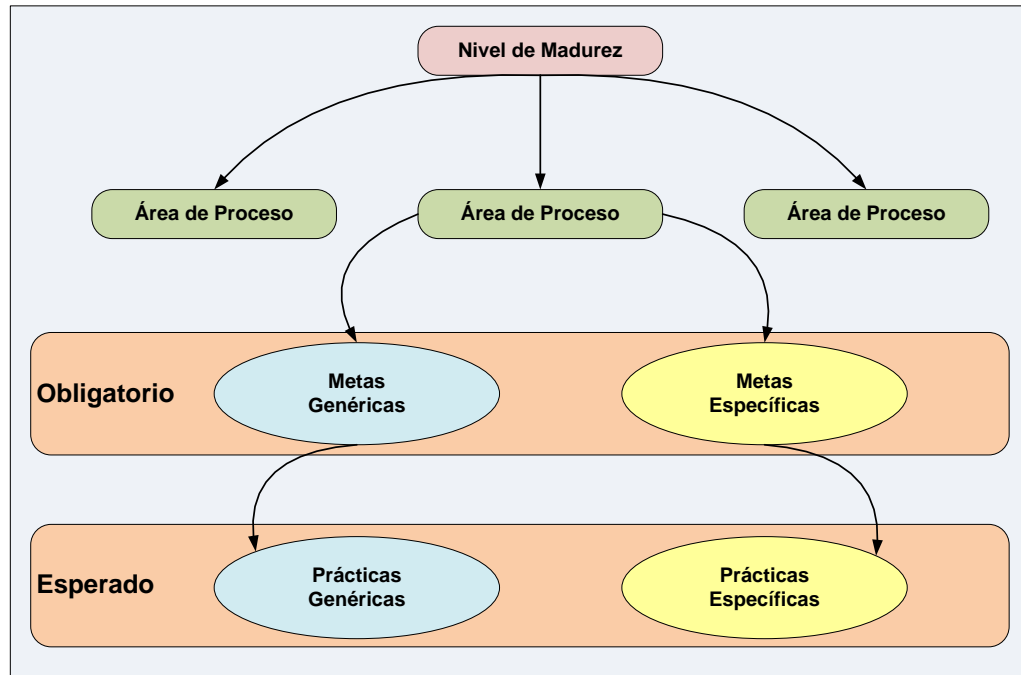 Nivel de Madurez
Área de Proceso
Área de Proceso
Área de Proceso
Obligatorio
Metas
Genéricas
Metas
Específicas
Esperado
Prácticas
Genéricas
Prácticas
Específicas